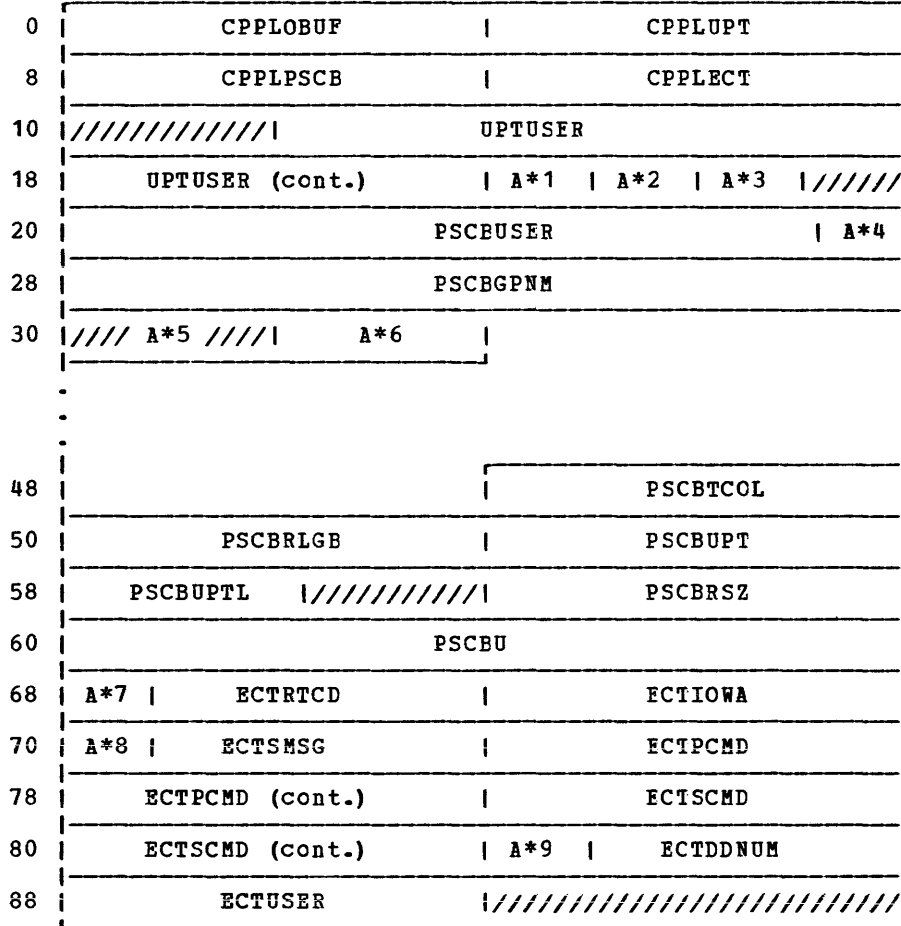 0 | CPPLOBUF | CPPLUPT
8 | CPPLPSCB | CPPLECT
10 |/////////////| UPTUSER
18 | UPTUSER (cont.) | A*1 | A*2 | A*3 |//////
20 | PSCBUSER | A*4
28 | PSCBGPNM
30 |//// A*5 ////| A*6 |
48 | | PSCBTCOL
50 | PSCBRLGB | PSCBUPT
58 | PSCBUPTL |///////////| PSCBRSZ
60 | PSCBU
68 | A*7 | ECTRTCD | ECTIOWA
70 | A*8 | ECTSMSG | ECTPCMD
78 | ECTPCMD (cont.) | ECTSCMD
80 | ECTSCMD (cont.) | A*9 | ECTDDNUM
88 | ECTUSER |//////////////////////////